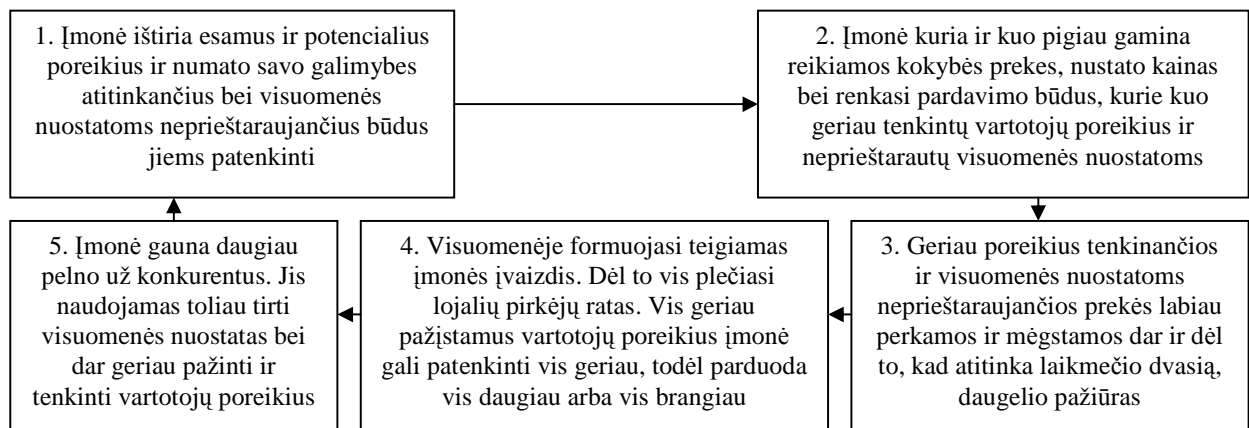 1. Įmonė ištiria esamus ir potencialius
poreikius ir numato savo galimybes
atitinkančius bei visuomenės
nuostatoms neprieštaraujančius būdus
jiems patenkinti
2. Įmonė kuria ir kuo pigiau gamina
reikiamos kokybės prekes, nustato kainas
bei renkasi pardavimo būdus, kurie kuo
geriau tenkintų vartotojų poreikius ir
neprieštarautų visuomenės nuostatoms
3. Geriau poreikius tenkinančios
ir visuomenės nuostatoms
neprieštaraujančios prekės labiau
perkamos ir mėgstamos dar ir dėl
to, kad atitinka laikmečio dvasią,
daugelio pažiūras
4. Visuomenėje formuojasi teigiamas
įmonės įvaizdis. Dėl to vis plečiasi
lojalių pirkėjų ratas. Vis geriau
pažįstamus vartotojų poreikius įmonė
gali patenkinti vis geriau, todėl parduoda
vis daugiau arba vis brangiau
5. Įmonė gauna daugiau
pelno už konkurentus. Jis
naudojamas toliau tirti
visuomenės nuostatas bei
dar geriau pažinti ir
tenkinti vartotojų poreikius